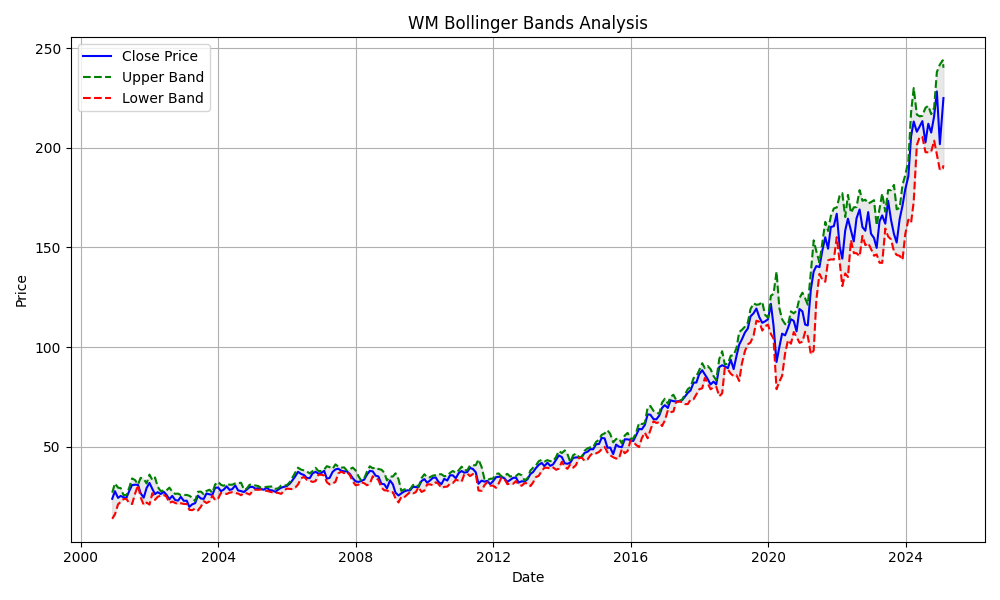 WM Bollinger Bands Analysis
Close Price
Upper Band
Lower Band
Price
250
200
150
100
50
2000
2004
2008
2012
2016
2020
2024
Date